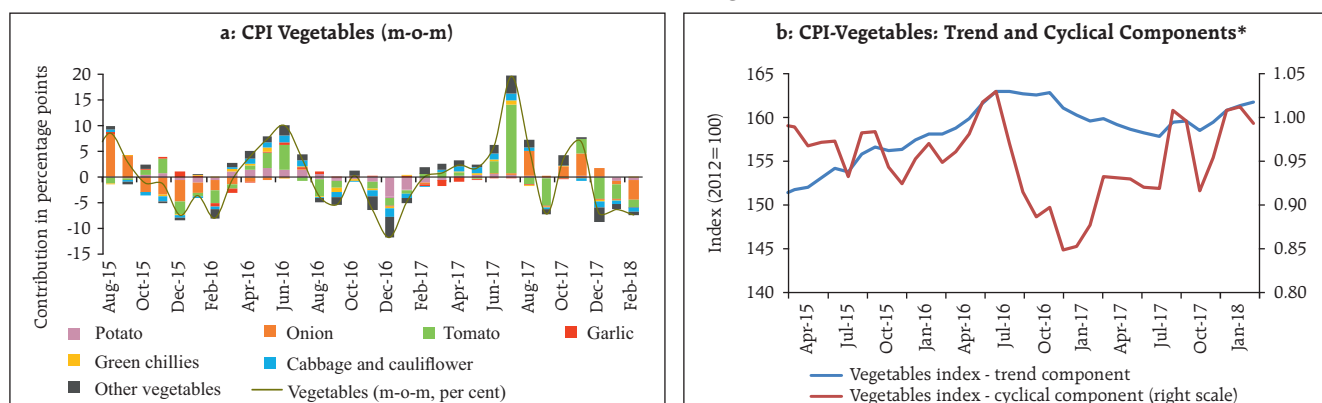 a: CPI Vegetables (m-o-m)
Contribution in percentage points
20
15
10
5
0
-5
-10
-15
Aug-15
Oct-15
Dec-15
Feb-16
Apr-16
Jun-16
Aug-16
Oct-16
Dec-16
Feb-17
Apr-17
Jun-17
Aug-17
Oct-17
Dec-17
Feb-18
Potato
Onion
Tomato
Garlic
Green chillies
Cabbage and cauliflower
Other vegetables
Vegetables (m-o-m, per cent)
b: CPI-Vegetables: Trend and Cyclical Components*
Index (2012=100)
165
160
155
150
145
140
1.05
1.00
0.95
0.90
0.85
0.80
Apr-15
Jul-15
Oct-15
Jan-16
Apr-16
Jul-16
Oct-16
Jan-17
Apr-17
Jul-17
Oct-17
Jan-18
Vegetables index - trend component
Vegetables index - cyclical component (right scale)